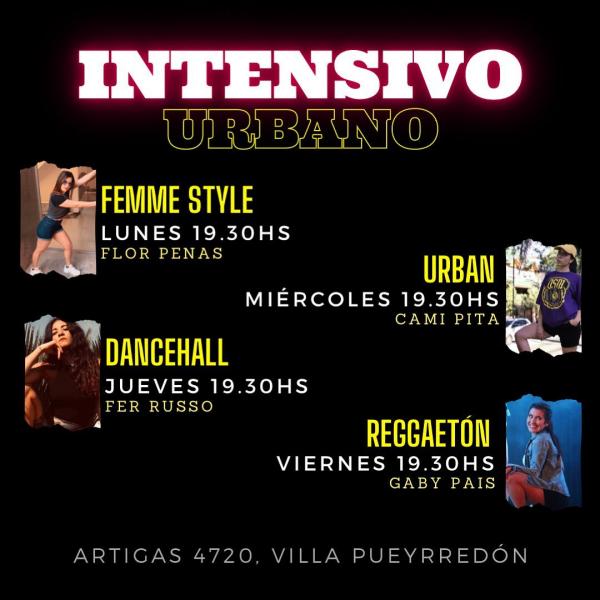 INTENSIVO
URBANO
FEMME STYLE
LUNES 19.30HS
FLOR PENAS
URBAN
MIÉRCOLES 19.30HS
CAMI PITA
DANCEHALL
JUEVES 19.30HS
FER RUSSO
REGGAETÓN
VIERNES 19.30HS
GABY PAIS
ARTIGAS 4720, VILLA PUEYRREDÓN